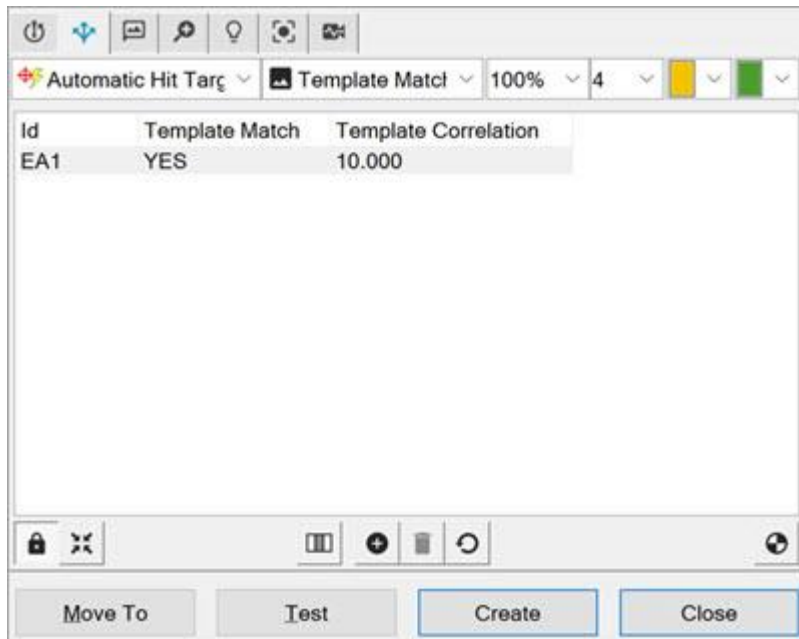 Automatic Hit Targ Template Matcl 100% 4
Id Template Match Template Correlation
EA1 YES 10.000
Move To Test Create Close